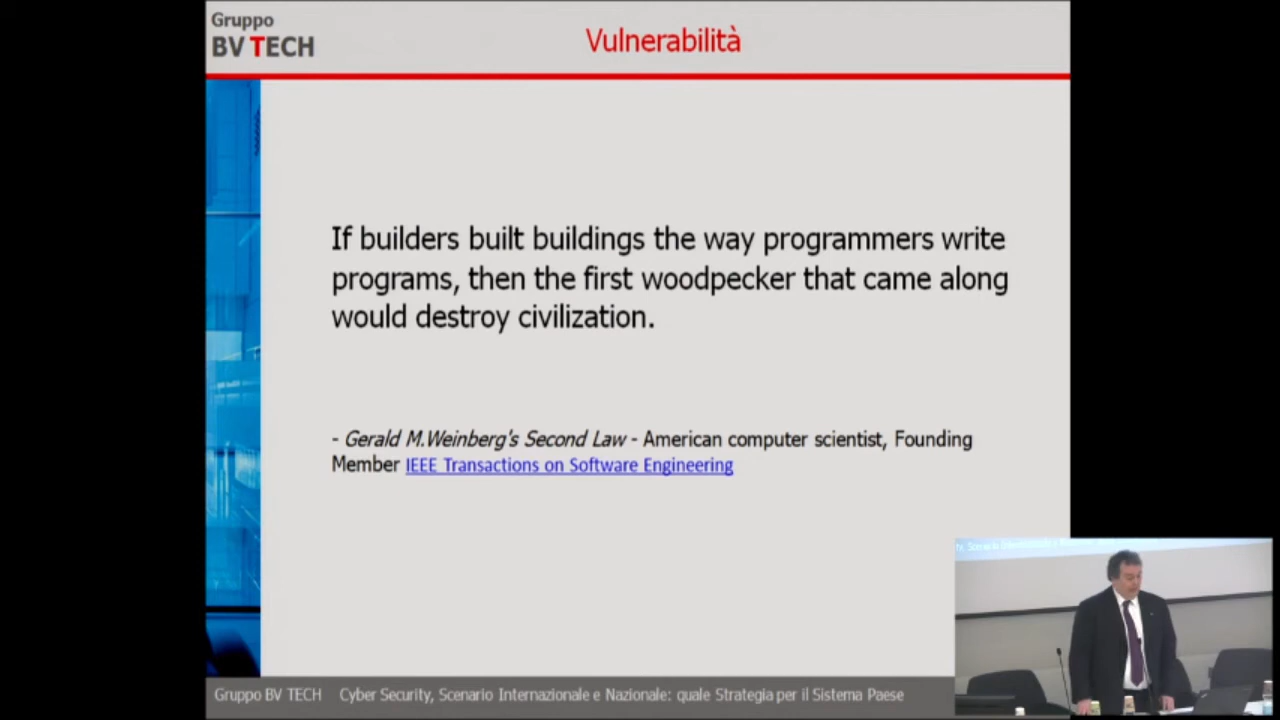 Gruppo
BV TECH
Vulnerabilità
If builders built buildings the way programmers write
programs, then the first woodpecker that came along
would destroy civilization.
- Gerald M.Weinberg's Second Law - American computer scientist, Founding
Member IEEE Transactions on Software Engineering
Gruppo BV TECH Cyber Security, Scenario Internazionale e Nazionale: quale Strategia per il Sistema Paese